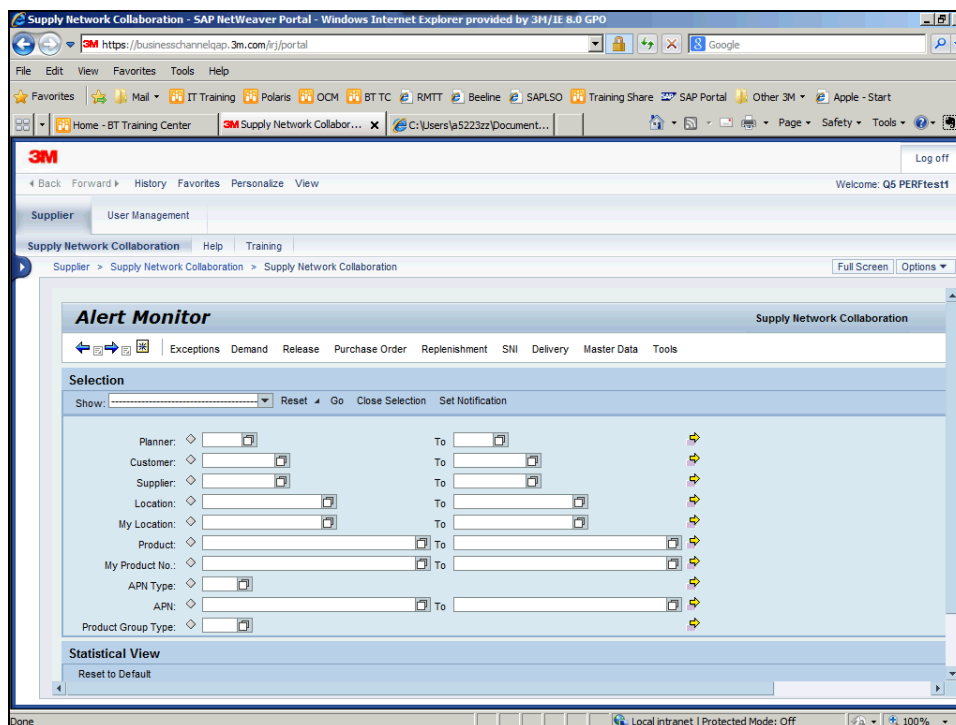 Supply Network Collaboration - SAP NetWeaver Portal - Windows Internet Explorer provided by 3M/IE 8.0 GPO
3M https://businesschannelqap.3m.com/irj/portal
Google
File Edit View Favorites Tools Help
Favorites Mail IT Training Polaris OCM BT TC RMTT Beeline SAPLSO Training Share SAP Portal Other 3M Apple - Start
Home - BT Training Center 3M Supply Network Collabor... X C:\Users\a5223zz\Document... Page Safety Tools
3M Log off
Back Forward History Favorites Personalize View Welcome: Q5 PERFtest1
Supplier User Management
Supply Network Collaboration Help Training
Supplier > Supply Network Collaboration > Supply Network Collaboration Full Screen Options
Alert Monitor Supply Network Collaboration
Exceptions Demand Release Purchase Order Replenishment SNI Delivery Master Data Tools
Selection
Show: Reset Go Close Selection Set Notification
Planner: To
Customer: To
Supplier: To
Location: To
My Location: To
Product: To
My Product No.: To
APN Type:
APN: To
Product Group Type:
Statistical View
Reset to Default
Done Local intranet | Protected Mode: Off 100%